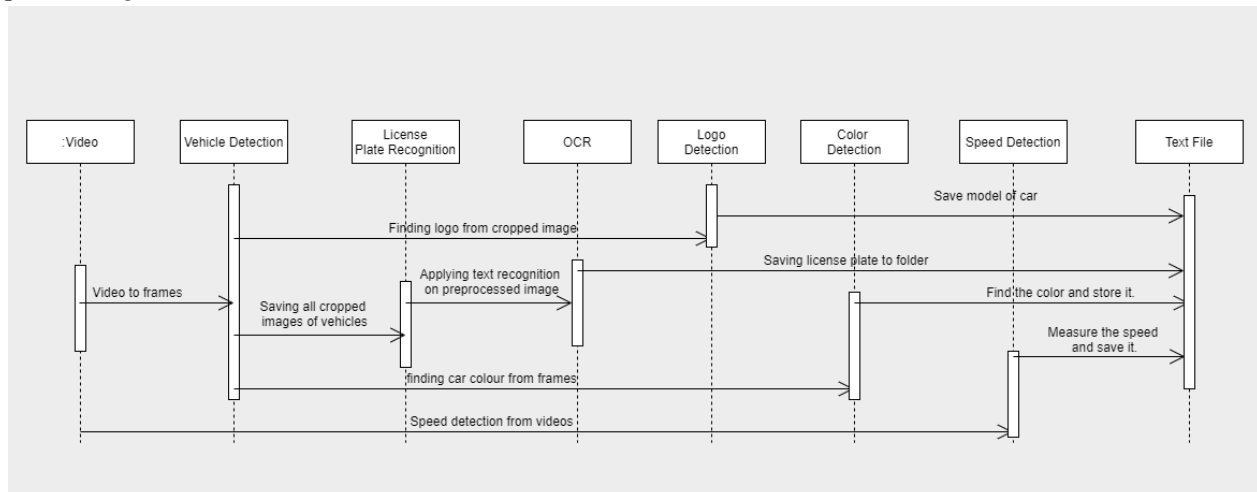 :Video
Vehicle Detection
License
Plate Recognition
OCR
Logo
Detection
Color
Detection
Speed Detection
Text File
Save model of car
Finding logo from cropped image
Saving license plate to folder
Applying text recognition
on preprocessed image
Video to frames
Find the color and store it.
Saving all cropped
images of vehicles
Measure the speed
and save it.
finding car colour from frames
Speed detection from videos